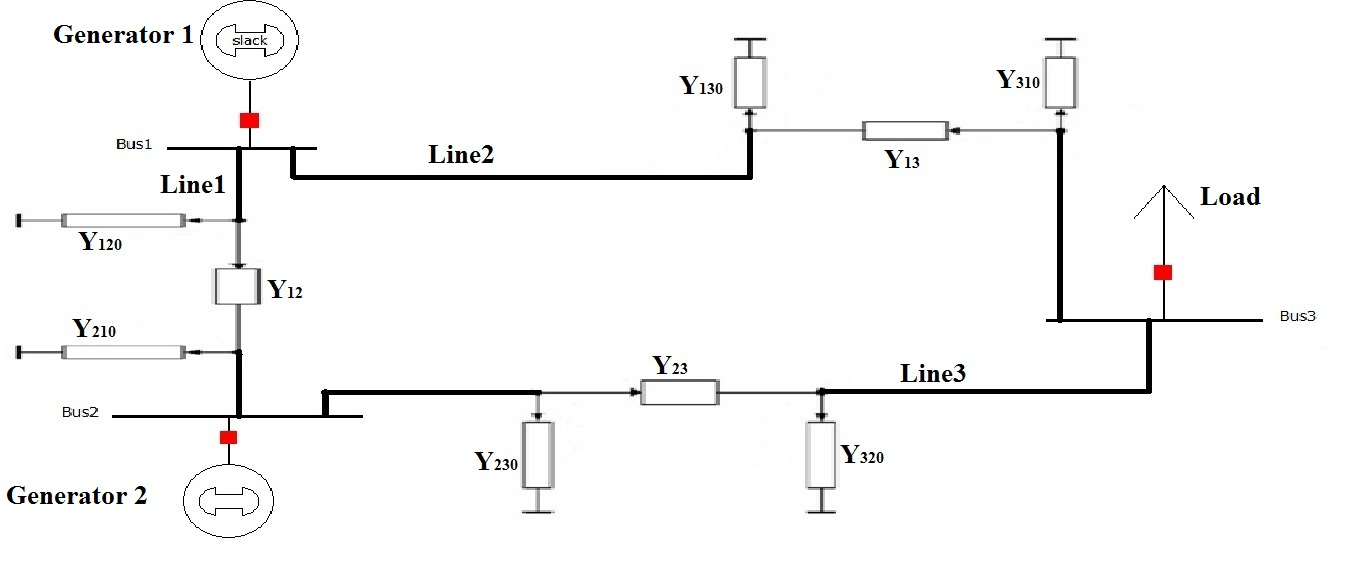 Generator 1
slack
Y130
Y310
Bus1
Line2
Y13
Line1
Load
Y120
Y12
Bus3
Y210
Y23
Line3
Bus2
Y230
Y320
Generator 2